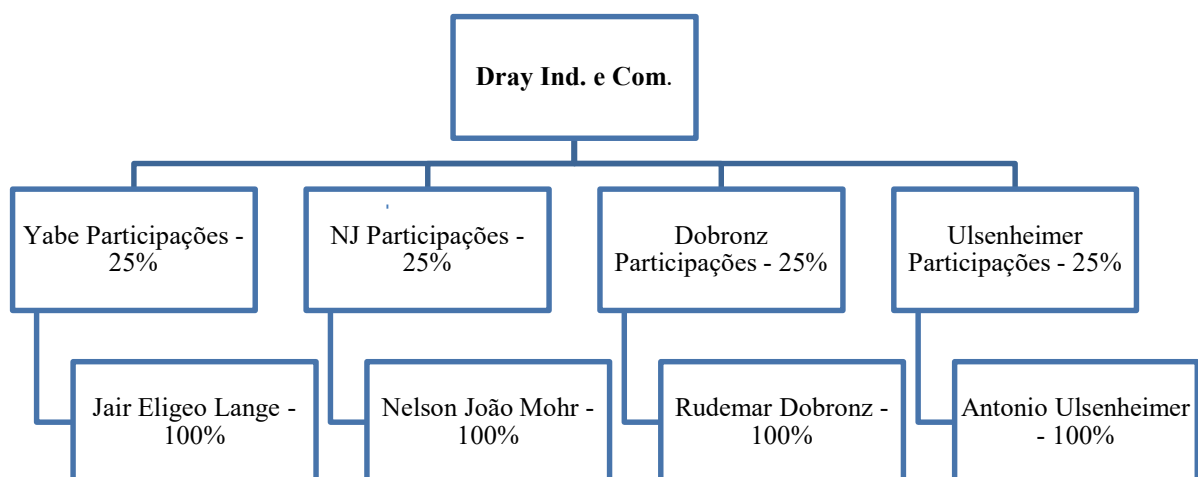 Dray Ind. e Com.
Yabe Participações -
25%
NJ Participações -
25%
Dobronz
Participações - 25%
Ulsenheimer
Participações - 25%
Jair Eligeo Lange -
100%
Nelson João Mohr -
100%
Rudemar Dobronz -
100%
Antonio Ulsenheimer
- 100%